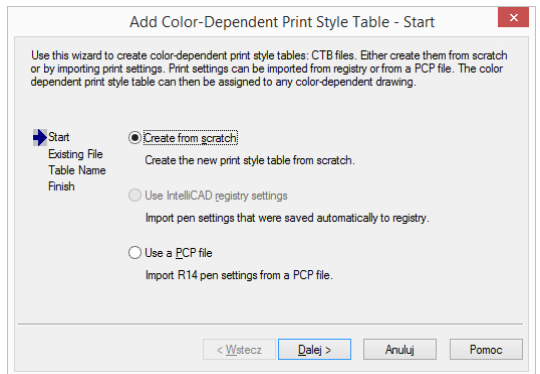 Add Color-Dependent Print Style Table - Start
Use this wizard to create color-dependent print style tables: CTB files. Either create them from scratch
or by importing print settings. Print settings can be imported from registry or from a PCP file. The color
dependent print style table can then be assigned to any color-dependent drawing.
Start
Existing File
Table Name
Finish
Create from scratch
Create the new print style table from scratch.
Use IntelliCAD registry settings
Import pen settings that were saved automatically to registry.
Use a PCP file
Import R14 pen settings from a PCP file.
< Wstecz
Dalej >
Anuluj
Pomoc